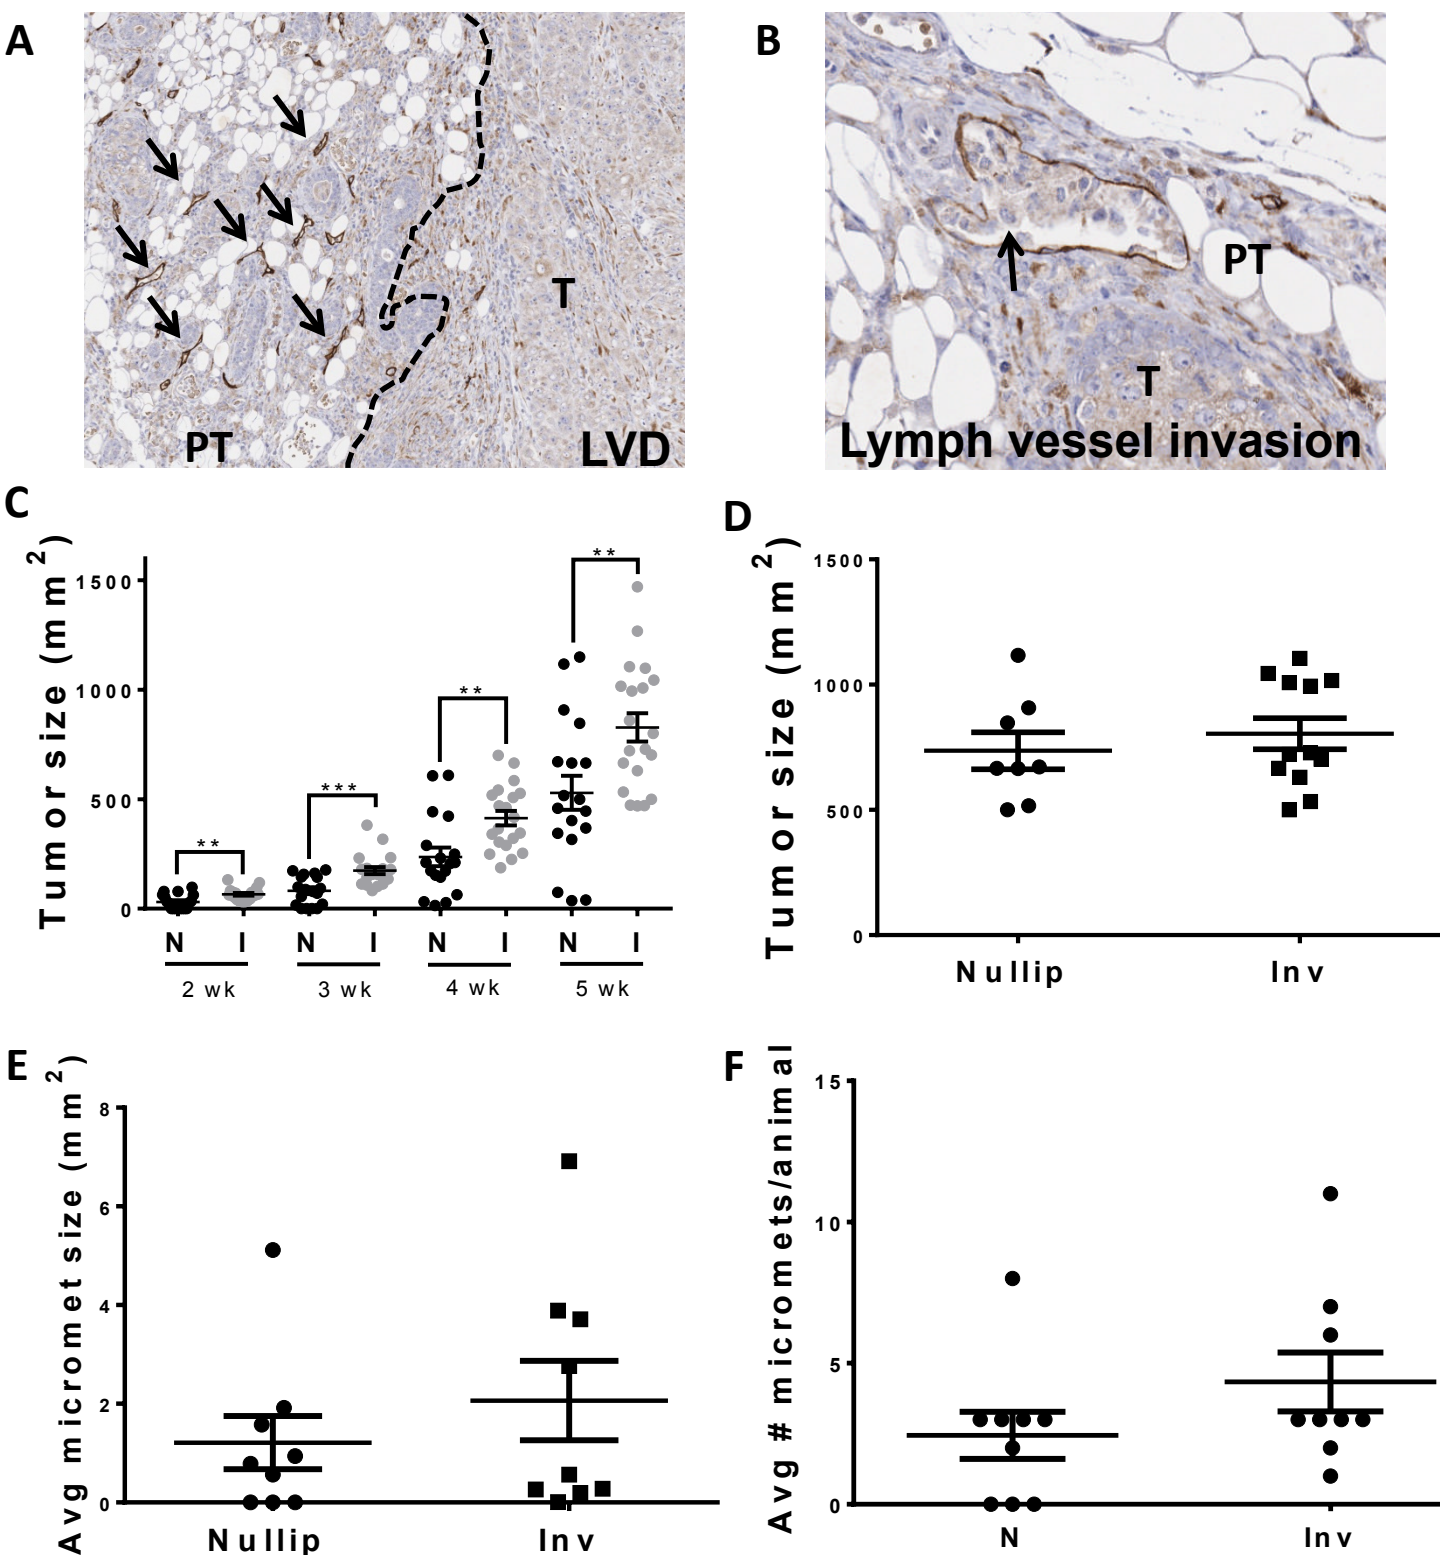 A
PT
T
LVD
B
PT
T
Lymph vessel invasion
C
Tumor size (mm2)
1500
1000
500
0
**
***
**
**
N I N I N I N I
2 wk 3 wk 4 wk 5 wk
D
Tumor size (mm2)
1500
1000
500
0
Nullip Inv
E
Avg micromet size (mm2)
8
6
4
2
0
Nullip Inv
F
Avg # micromets/animal
15
10
5
0
N Inv